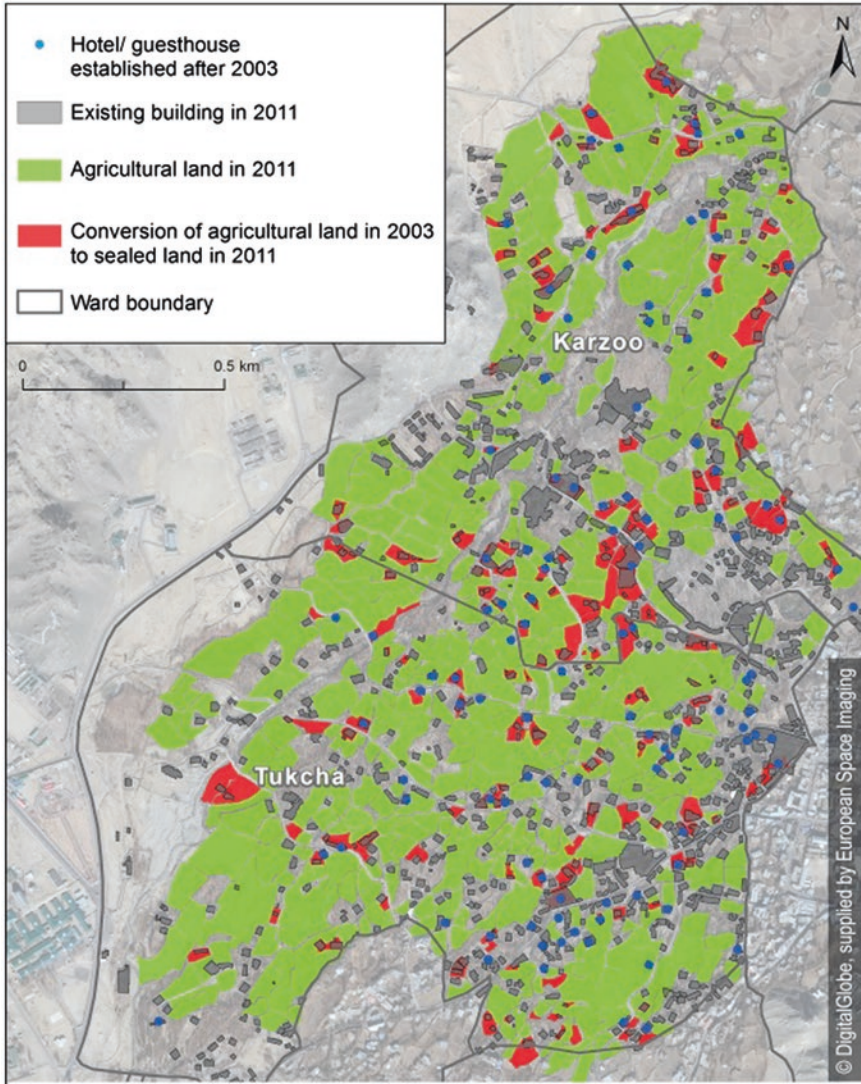 Hotel/ guesthouse
established after 2003
Existing building in 2011
Agricultural land in 2011
Conversion of agricultural land in 2003
to sealed land in 2011
Ward boundary
N
0
0.5 km
Karzoo
Tukcha
© DigitalGlobe, supplied by European Space Imaging